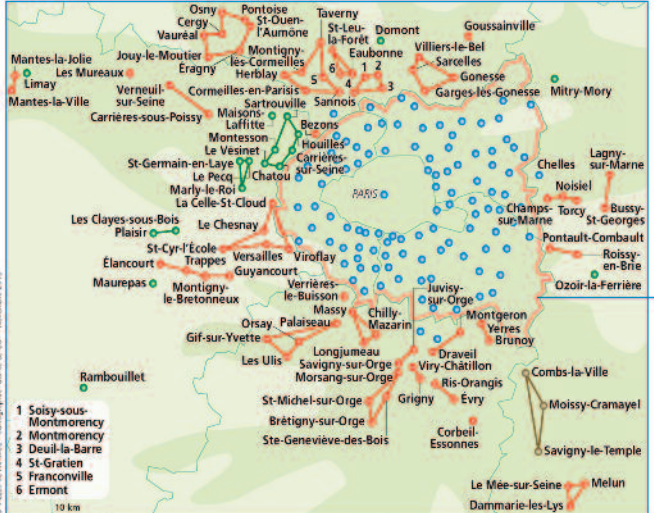 Osny
Pontoise
Cergy
St-Ouen-
l'Aumône
Vauréal
Jouy-le-Moutier
Éragny
Montigny-
lès-Cormeilles
Herblay
Taverny
St-Leu-
la-Forêt
Domont
Eaubonne
Goussainville
Villiers-le-Bel
Sarcelles
Gonesse
Garges-lès-Gonesse
Mitry-Mory
6
1
2
5
4
3
Mantes-la-Jolie
Les Mureaux
Limay
Mantes-la-Ville
Verneuil-
sur-Seine
Carrières-sous-Poissy
Cormeilles-en-Parisis
Sannois
Sartrouville
Maisons-
Laffitte
Bezons
Montesson
Houilles
Le Vésinet
Carrières-
sur-Seine
St-Germain-en-Laye
Chatou
Le Pecq
Marly-le-Roi
La Celle-St-Cloud
PARIS
Chelles
Lagny-
sur-Marne
Noisiel
Champs-
sur-Marne
Torcy
Bussy-
St-Georges
Les Clayes-sous-Bois
Plaisir
Le Chesnay
St-Cyr-l'École
Versailles
Viroflay
Trappes
Élancourt
Guyancourt
Maurepas
Montigny-
le-Bretonneux
Pontault-Combault
Roissy-
en-Brie
Ozoir-la-Ferrière
Verrières-
le-Buisson
Massy
Chilly-
Mazarin
Juvisy-
sur-Orge
Orsay
Palaiseau
Gif-sur-Yvette
Les Ulis
Longjumeau
Savigny-sur-Orge
Morsang-sur-Orge
Montgeron
Yerres
Brunoy
Draveil
Viry-Châtillon
Ris-Orangis
Grigny
Évry
St-Michel-sur-Orge
Brétigny-sur-Orge
Ste-Geneviève-des-Bois
Corbeil-
Essonnes
Combs-la-Ville
Moissy-Cramayel
Savigny-le-Temple
Le Mée-sur-Seine
Melun
Dammarie-les-Lys
Rambouillet
1 Soisy-sous-
Montmorency
2 Montmorency
3 Deuil-la-Barre
4 St-Gratien
5 Franconville
6 Ermont
10 km